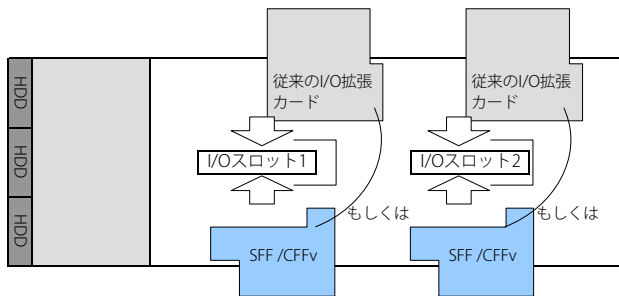 従来のI/O拡張
カード
従来のI/O拡張
カード
HDD
HDD
HDD
I/Oスロット1
I/Oスロット2
もしくは
もしくは
SFF /CFFv
SFF /CFFv